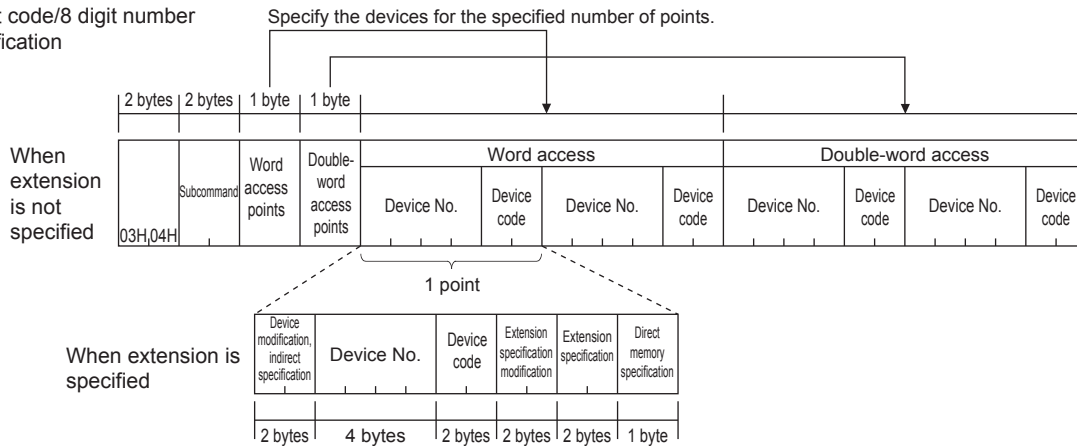 code/8 digit number
fication
Specify the devices for the specified number of points.
2 bytes 2 bytes 1 byte 1 byte
When
extension
is not
specified
03H 04H
Subcommand
Word
access
points
Double-
word
access
points
Word access
Double-word access
Device No.
Device
code
Device No.
Device
code
Device No.
Device
code
Device No.
Device
code
1 point
When extension is
specified
Device
modification,
indirect
specification
Device No.
Device
code
Extension
specification
modification
Extension
specification
Direct
memory
specification
2 bytes 4 bytes 2 bytes 2 bytes 2 bytes 1 byte